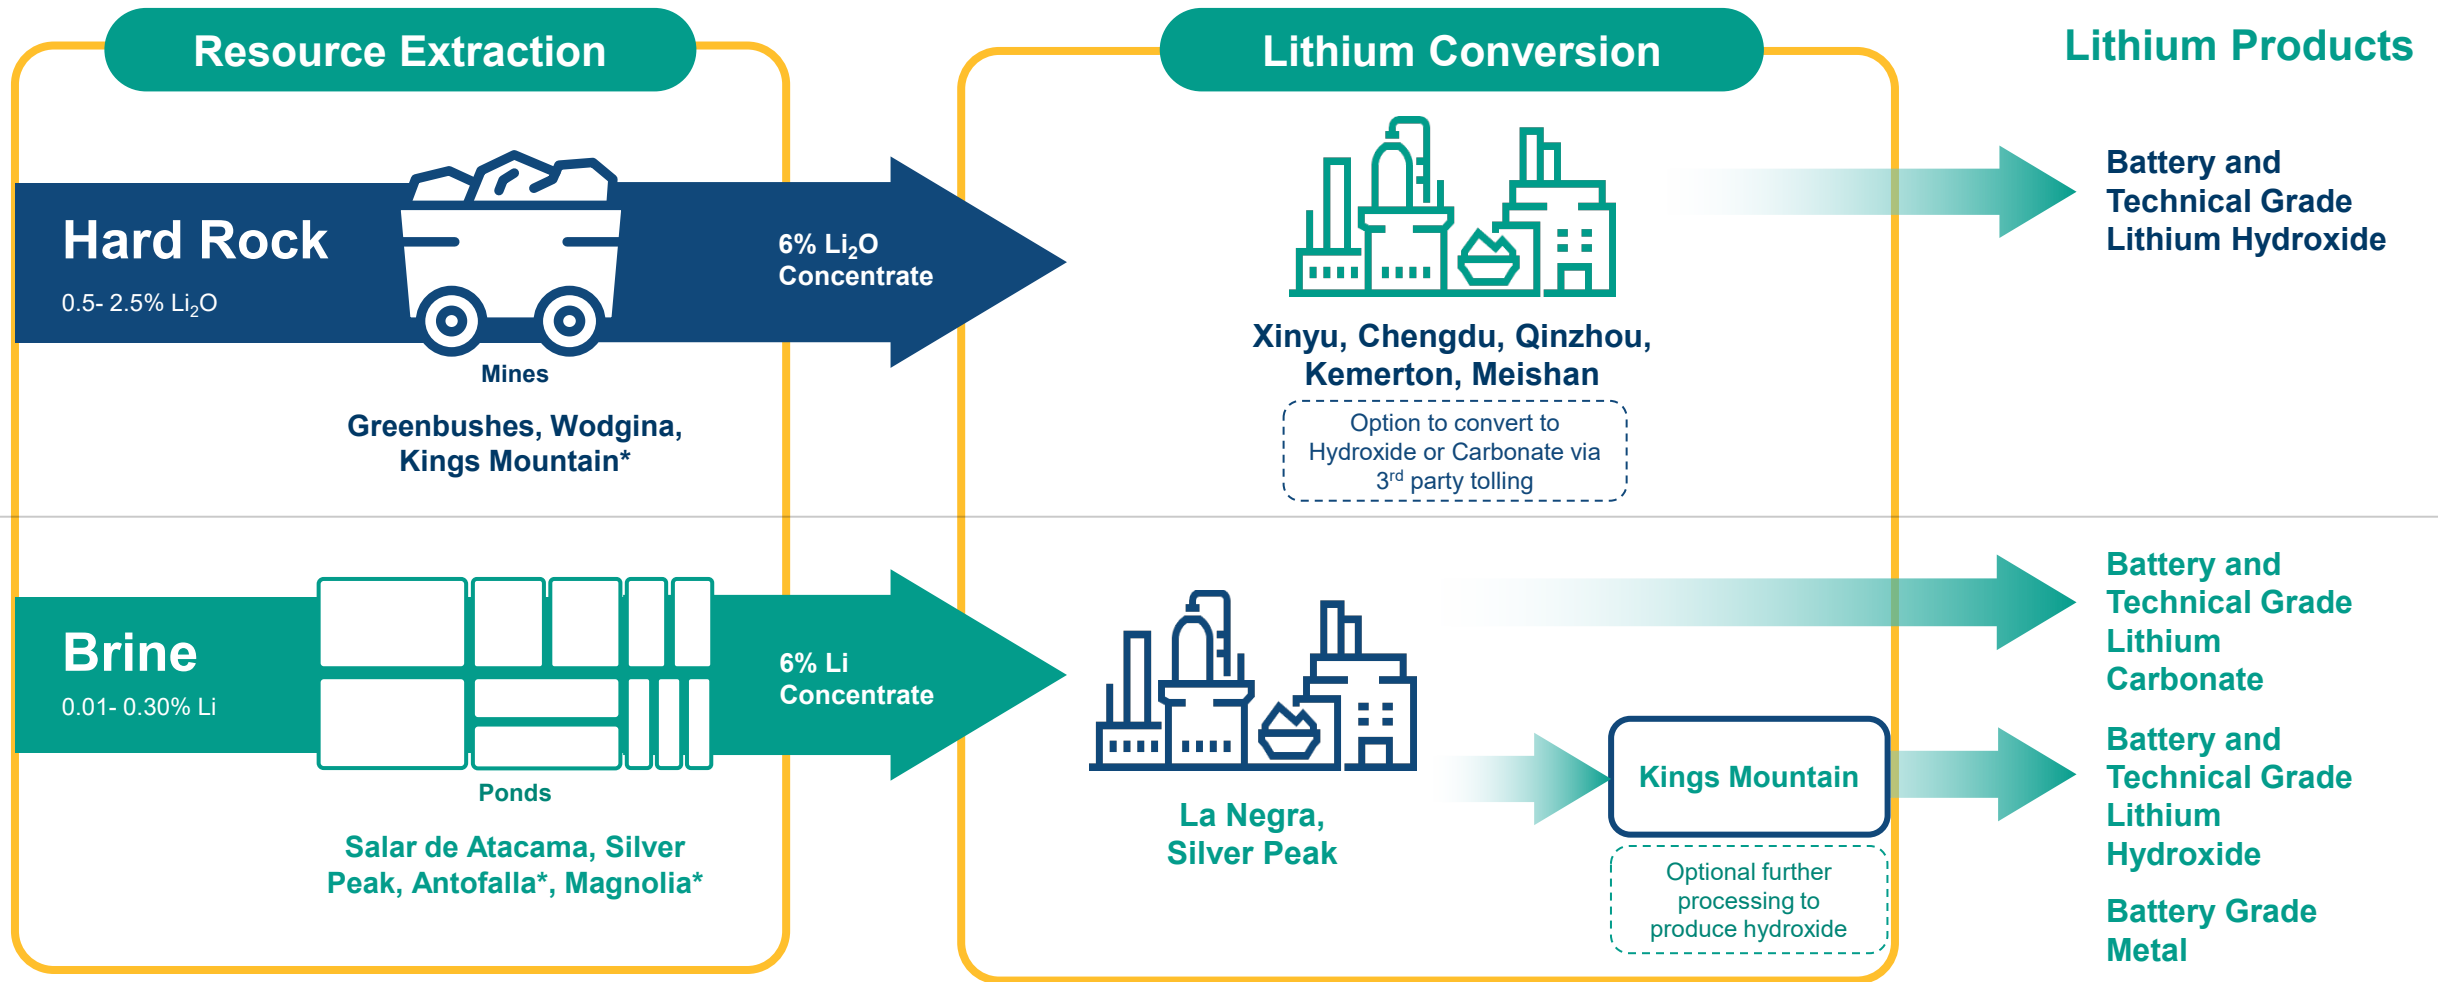 Resource Extraction
Lithium Conversion
Lithium Products
Hard Rock
0.5- 2.5% Li₂O
Mines
Greenbushes, Wodgina,
Kings Mountain*
6% Li₂O
Concentrate
Xinyu, Chengdu, Qinzhou,
Kemerton, Meishan
Option to convert to
Hydroxide or Carbonate via
3rd party tolling
Battery and
Technical Grade
Lithium Hydroxide
Brine
0.01- 0.30% Li
Ponds
Salar de Atacama, Silver
Peak, Antofalla*, Magnolia*
6% Li
Concentrate
La Negra,
Silver Peak
Kings Mountain
Optional further
processing to
produce hydroxide
Battery and
Technical Grade
Lithium
Carbonate
Battery and
Technical Grade
Lithium
Hydroxide
Battery Grade
Metal